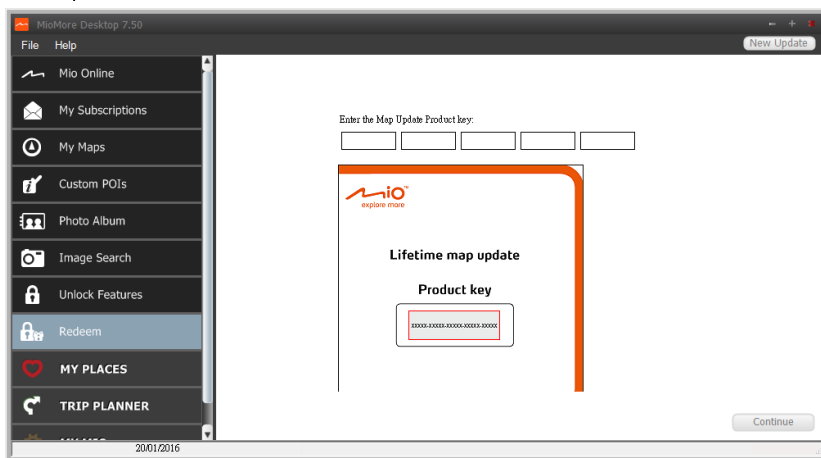 MioMore Desktop 7.50
File Help
New Update
Mio Online
My Subscriptions
My Maps
Custom POIs
Photo Album
Image Search
Unlock Features
Redeem
MY PLACES
TRIP PLANNER
Enter the Map Update Product key:
Mio™
explore more
Lifetime map update
Product key
xxxxx-xxxxx-xxxxx-xxxxx-xxxxx
Continue
20/01/2016